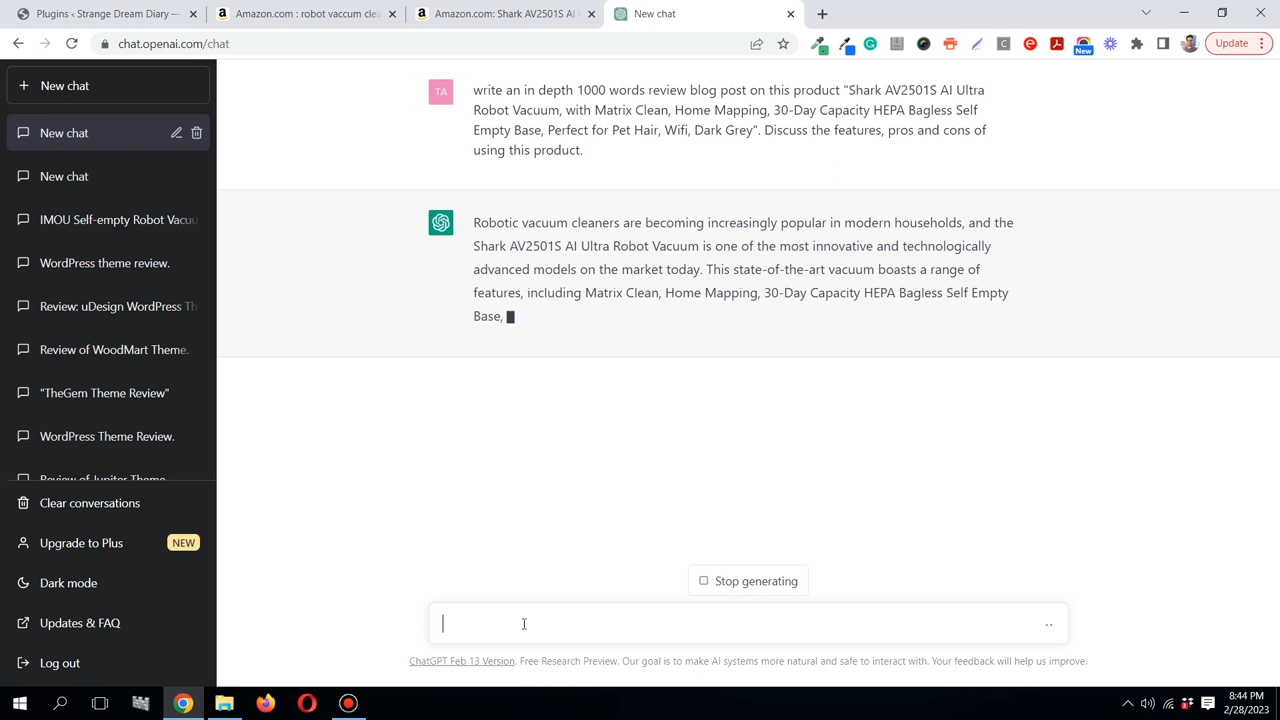 Plugins ‹ Strange Dream Diary —
Amazon.com : robot vaccum clea
Amazon.com: Shark AV2501S AI U
New chat
chat.openai.com/chat
New
Update
New chat
New chat
New chat
IMOU Self-empty Robot Vacuu
WordPress theme review.
Review: uDesign WordPress Th
Review of WoodMart Theme.
"TheGem Theme Review"
WordPress Theme Review.
Review of Jupiter Theme
Clear conversations
Upgrade to Plus
NEW
Dark mode
Updates & FAQ
Log out
TA
write an in depth 1000 words review blog post on this product "Shark AV2501S AI Ultra
Robot Vacuum, with Matrix Clean, Home Mapping, 30-Day Capacity HEPA Bagless Self
Empty Base, Perfect for Pet Hair, Wifi, Dark Grey". Discuss the features, pros and cons of
using this product.
Robotic vacuum cleaners are becoming increasingly popular in modern households, and the
Shark AV2501S AI Ultra Robot Vacuum is one of the most innovative and technologically
advanced models on the market today. This state-of-the-art vacuum boasts a range of
features, including Matrix Clean, Home Mapping, 30-Day Capacity HEPA Bagless Self Empty
Base,
Stop generating
ChatGPT Feb 13 Version. Free Research Preview. Our goal is to make AI systems more natural and safe to interact with. Your feedback will help us improve.
8:44 PM
2/28/2023